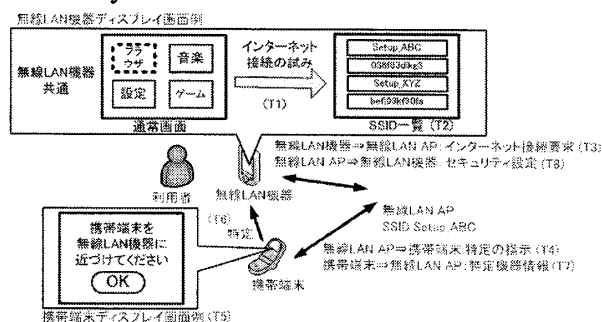 無線LAN機器ディスプレイ画面例
無線LAN機器
共通
ブラ
ウザ
音楽
設定
ゲーム
通常画面
インターネット
接続の試み
(T1)
Setup_ABC
Setup_XYZ
SSID一覧 (T2)
無線LAN機器⇒無線LAN AP: インターネット接続要求 (T3)
無線LAN AP⇒無線LAN機器: セキュリティ設定 (T8)
利用者
無線LAN機器
無線LAN AP
SSID Setup_ABC
(T6)
特定
携帯端末を
無線LAN機器に
近づけてください
OK
無線LAN AP⇒携帯端末:特定の指示 (T4)
携帯端末⇒無線LAN AP:特定機器情報 (T7)
携帯端末
携帯端末ディスプレイ画面例 (T5)